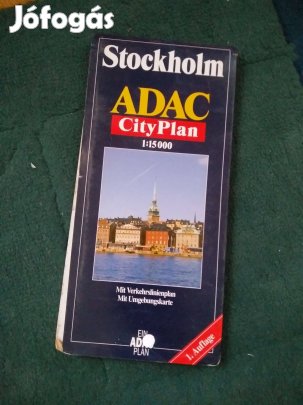 Jófogás
Stockholm
ADAC
CityPlan
1:15 000
Mit Verkehrslinienplan
Mit Umgebungskarte
EIN
ADAC
PLAN
1. Auflage